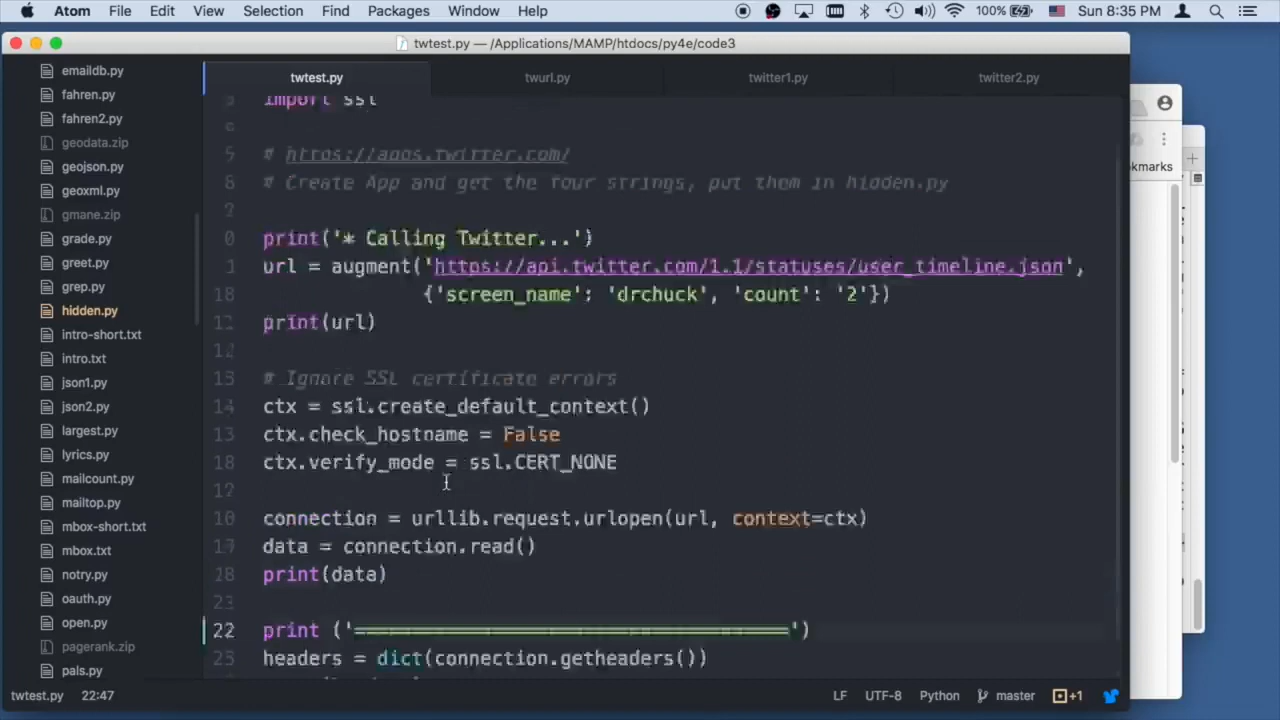 Atom File Edit View Selection Find Packages Window Help 100% Sun 8:35 PM
twtest.py — /Applications/MAMP/htdocs/py4e/code3
twtest.py twurl.py twitter1.py twitter2.py
emaildb.py
fahren.py
fahren2.py
geodata.zip
geojson.py
geoxml.py
gmane.zip
grade.py
greet.py
grep.py
hidden.py
intro-short.txt
intro.txt
json1.py
json2.py
largest.py
lyrics.py
mailcount.py
mailtop.py
mbox-short.txt
mbox.txt
notry.py
oauth.py
open.py
pagerank.zip
pals.py
import ssl
# https://apps.twitter.com/
# Create App and get the four strings, put them in hidden.py
print('* Calling Twitter...')
url = augment('https://api.twitter.com/1.1/statuses/user_timeline.json',
{'screen_name': 'drchuck', 'count': '2'})
print(url)
# Ignore SSL certificate errors
ctx = ssl.create_default_context()
ctx.check_hostname = False
ctx.verify_mode = ssl.CERT_NONE
connection = urllib.request.urlopen(url, context=ctx)
data = connection.read()
print(data)
22 print ('======================================')
23 headers = dict(connection.getheaders())
kmarks
twtest.py 22:47 LF UTF-8 Python master +1